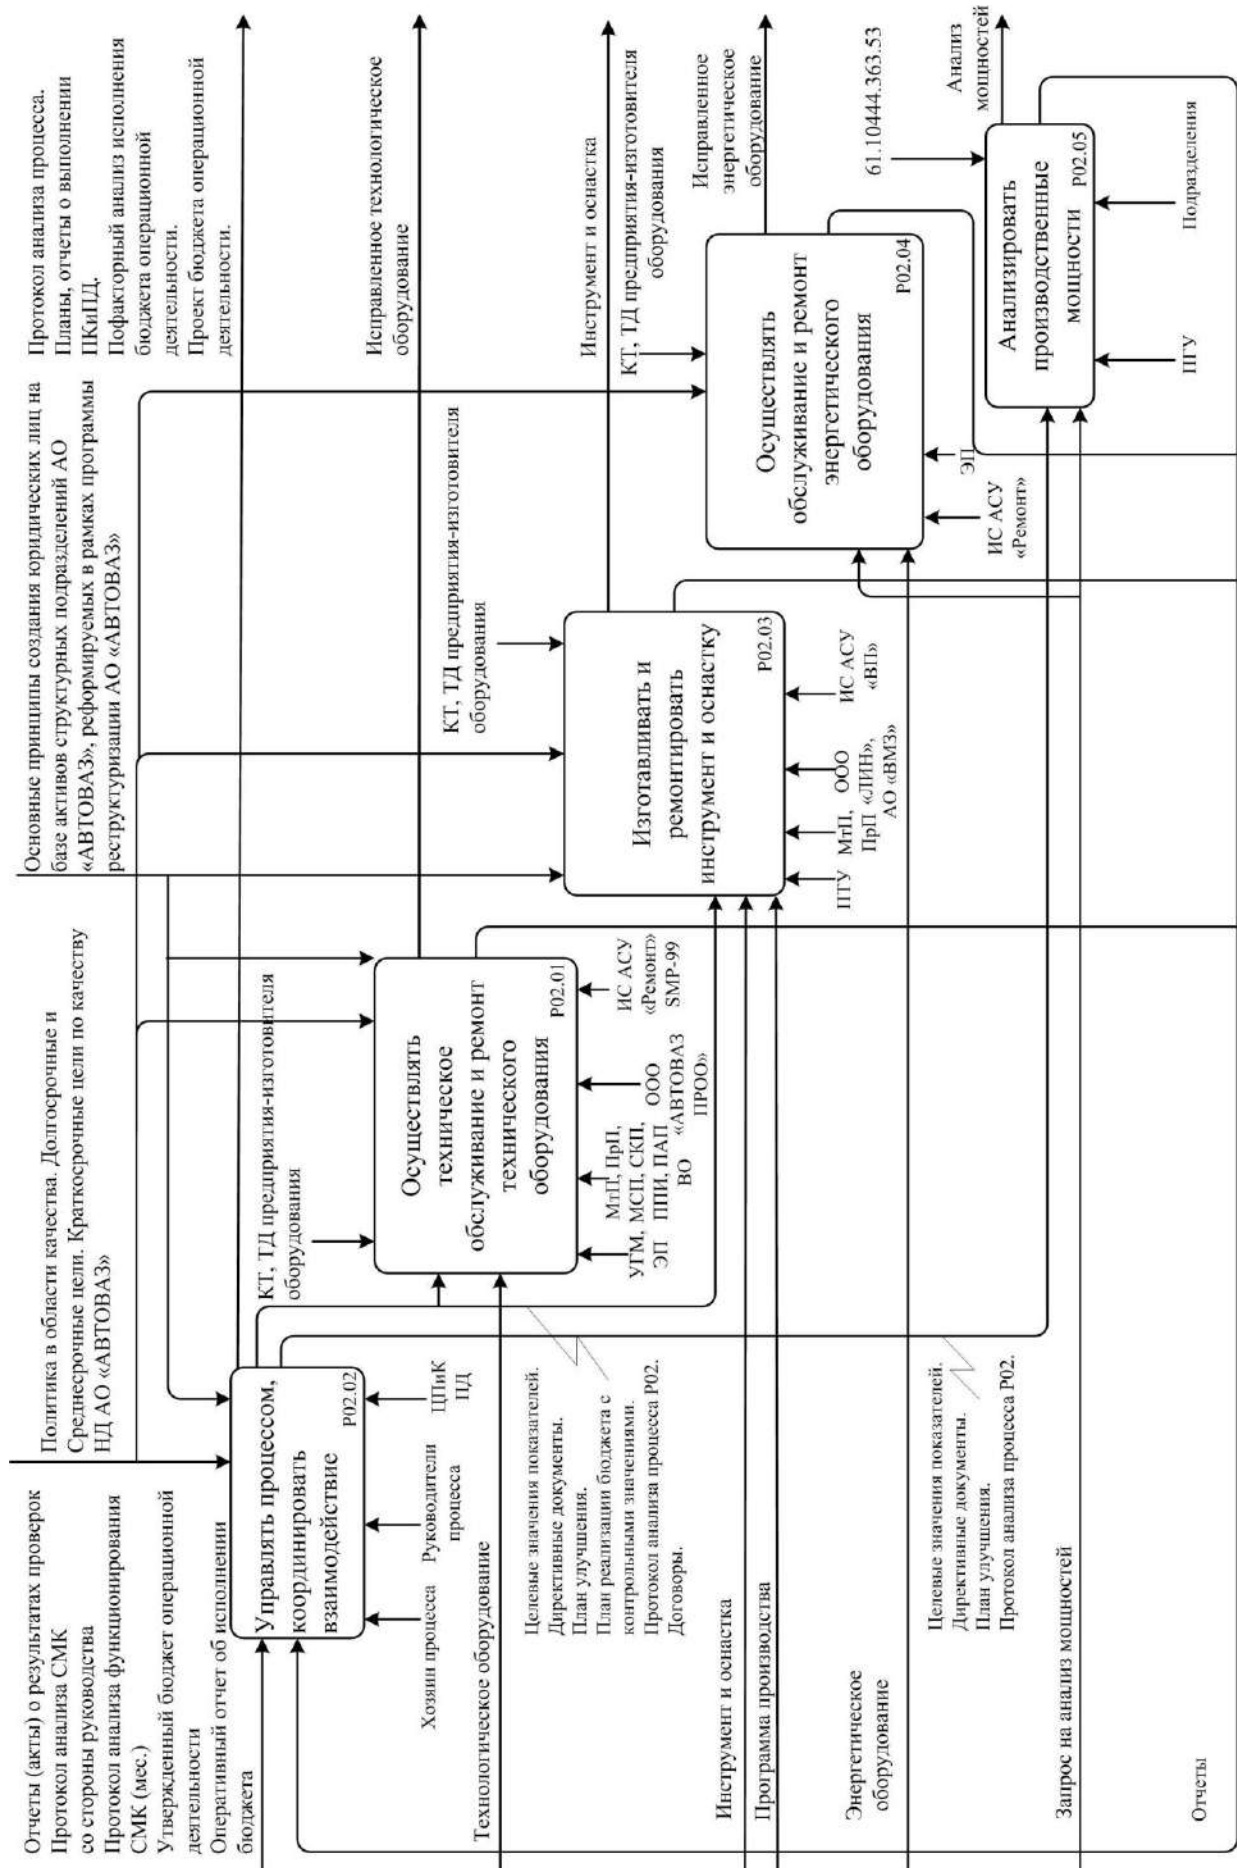 Отчеты (акты) о результатах проверок
Протокол анализа СМК
со стороны руководства
Протокол анализа функционирования
СМК (мес.)
Утвержденный бюджет операционной
деятельности
Оперативный отчет об исполнении
бюджета
Политика в области качества. Долгосрочные и
Среднесрочные цели. Краткосрочные цели по качеству
НД АО «АВТОВАЗ»
Основные принципы создания юридических лиц на
базе активов структурных подразделений АО
«АВТОВАЗ», реформируемых в рамках программы
реструктуризации АО «АВТОВАЗ»
Протокол анализа процесса.
Планы, отчеты о выполнении
ПКиПД.
Пофакторный анализ исполнения
бюджета операционной
деятельности.
Проект бюджета операционной
деятельности.
Управлять процессом,
координировать
взаимодействие
Р02.02
Хозяин процесса
Руководители
процесса
ЦПиК
ПД
КТ, ТД предприятия-изготовителя
оборудования
Исправленное технологическое
оборудование
Технологическое оборудование
Осуществлять
техническое
обслуживание и ремонт
технического
оборудования
Р02.01
УГМ, МСП, СКП,
ЭП
МтП, ПрП,
ППИ, ПАП
ВО
ООО
«АВТОВАЗ
ПРОО»
ИС АСУ
«Ремонт»
SMP-99
Целевые значения показателей.
Директивные документы.
План улучшения.
План реализации бюджета с
контрольными значениями.
Протокол анализа процесса Р02.
Договоры.
КТ, ТД предприятия-изготовителя
оборудования
Инструмент и оснастка
Изготавливать и
ремонтировать
инструмент и оснастку
Р02.03
ПТУ
МтП,
ПрП
ООО
«ЛИН»,
АО «ВМЗ»
ИС АСУ
«ВП»
Инструмент и оснастка
Программа производства
КТ, ТД предприятия-изготовителя
оборудования
Исправленное
энергетическое
оборудование
Осуществлять
обслуживание и ремонт
энергетического
оборудования
Р02.04
ИС АСУ
«Ремонт»
ЭП
Энергетическое
оборудование
Целевые значения показателей.
Директивные документы.
План улучшения.
Протокол анализа процесса Р02.
61.10444.363.53
Анализ
мощностей
Анализировать
производственные
мощности
Р02.05
ПГУ
Подразделения
Запрос на анализ мощностей
Отчеты